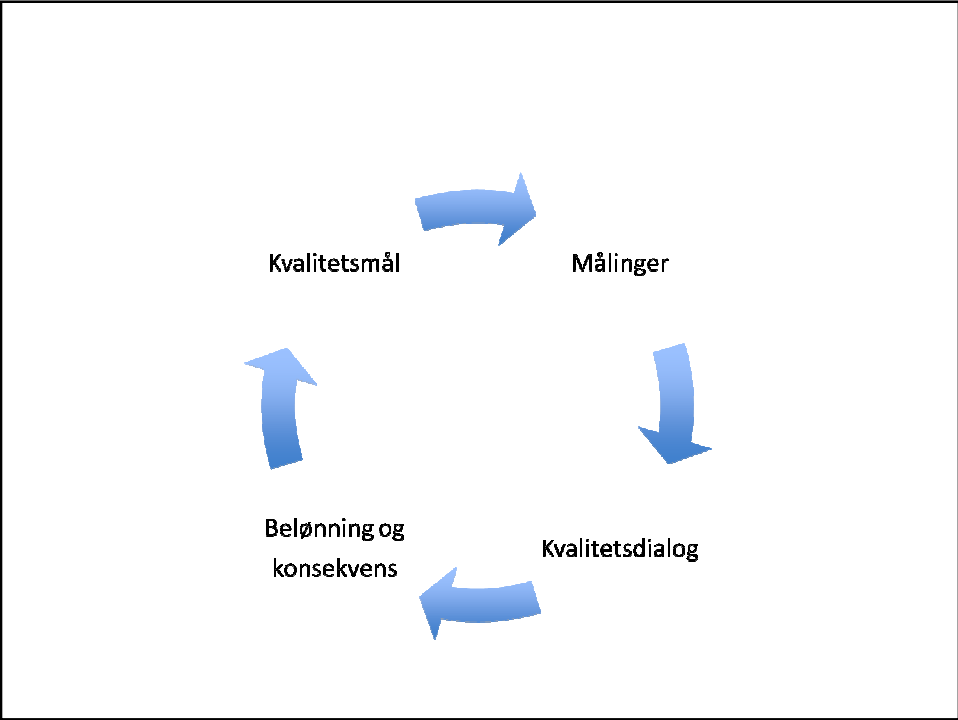 Kvalitetsmål
Målinger
Kvalitetsdialog
Belønning og
konsekvens